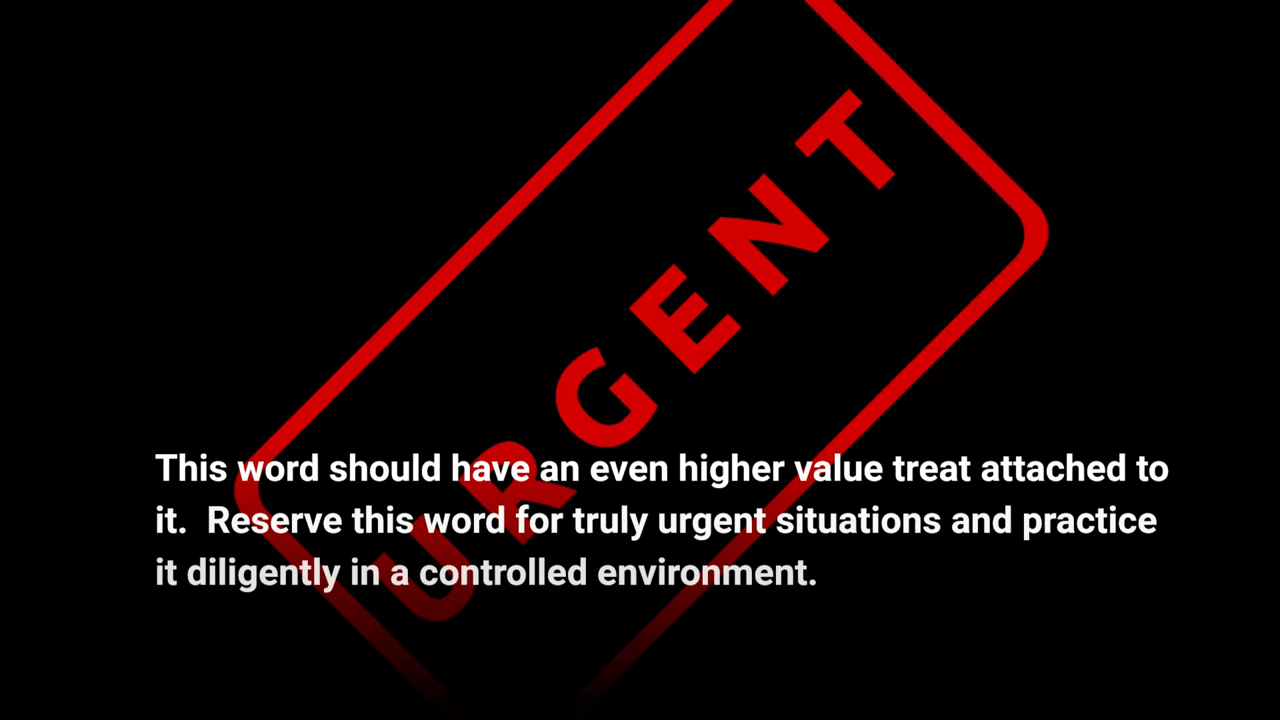 URGENT
This word should have an even higher value treat attached to
it.  Reserve this word for truly urgent situations and practice
it diligently in a controlled environment.